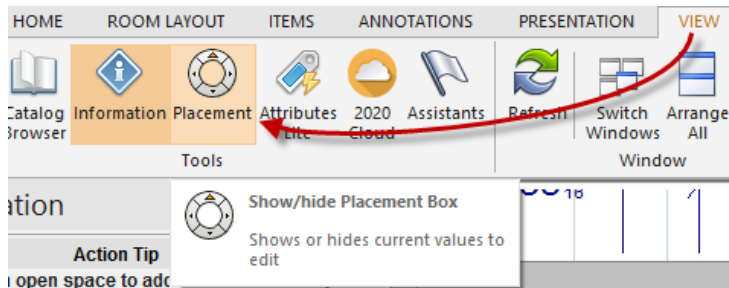 HOME ROOM LAYOUT ITEMS ANNOTATIONS PRESENTATION VIEW
Catalog Information Placement Attributes 2020 Assistants Refresh Switch Arrange
Browser Lite Cloud Windows All
Tools Window
ation
Show/hide Placement Box
Shows or hides current values to
edit
Action Tip
open space to add
16